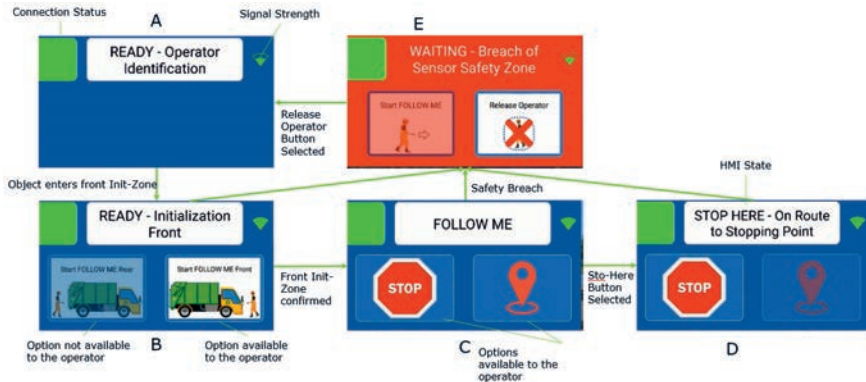 Connection Status
A
Signal Strength
E
READY - Operator
Identification
WAITING - Breach of
Sensor Safety Zone
Start FOLLOW ME
Release Operator
Release
Operator
Button
Selected
Object enters front Init-Zone
Safety Breach
HMI State
READY - Initialization
Front
FOLLOW ME
STOP HERE - On Route
to Stopping Point
Start FOLLOW ME Rear
Start FOLLOW ME Front
Front Init-
Zone
confirmed
STOP
Sto-Here
Button
Selected
STOP
Option not available
to the operator
B
Option available
to the operator
C
Options
available to the
operator
D